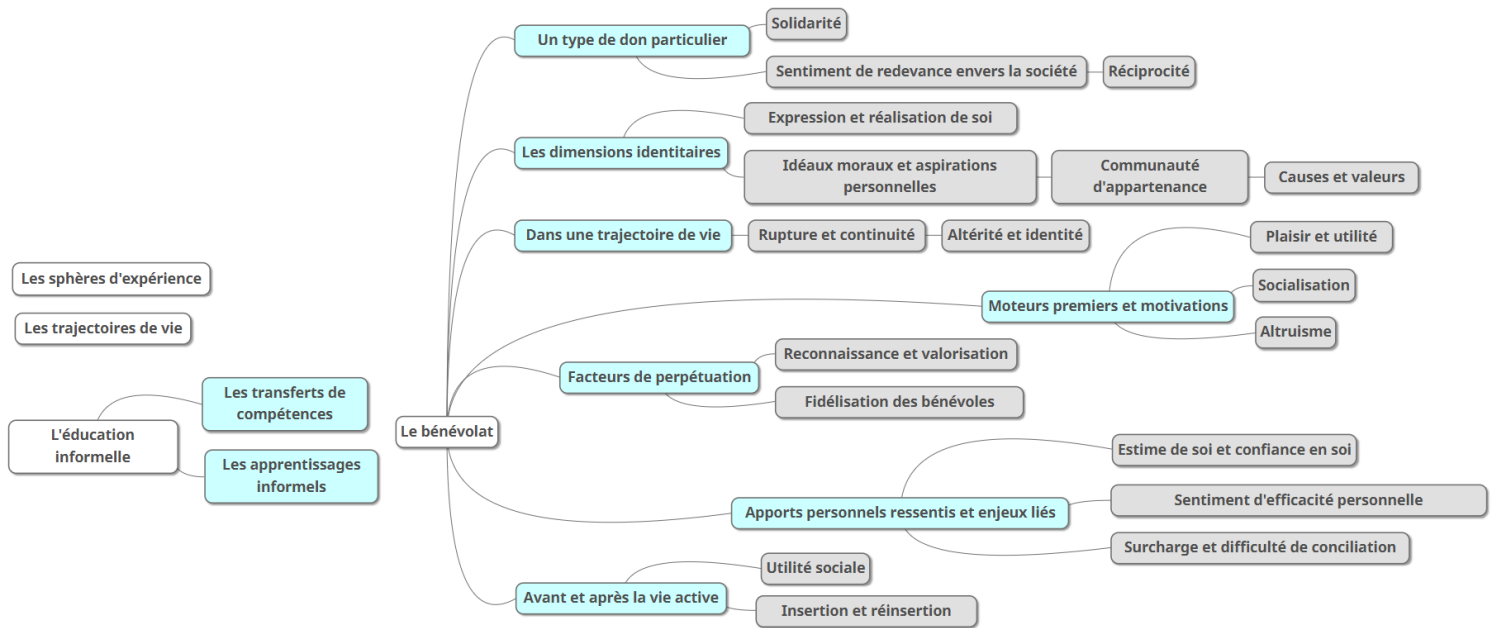 Les sphères d'expérience
Les trajectoires de vie
L'éducation
informelle
Les transferts de
compétences
Les apprentissages
informels
Le bénévolat
Un type de don particulier
Solidarité
Sentiment de redevance envers la société
Réciprocité
Les dimensions identitaires
Expression et réalisation de soi
Idéaux moraux et aspirations
personnelles
Communauté
d'appartenance
Causes et valeurs
Dans une trajectoire de vie
Rupture et continuité
Altérité et identité
Moteurs premiers et motivations
Plaisir et utilité
Socialisation
Altruisme
Facteurs de perpétuation
Reconnaissance et valorisation
Fidélisation des bénévoles
Apports personnels ressentis et enjeux liés
Estime de soi et confiance en soi
Sentiment d'efficacité personnelle
Surcharge et difficulté de conciliation
Avant et après la vie active
Utilité sociale
Insertion et réinsertion